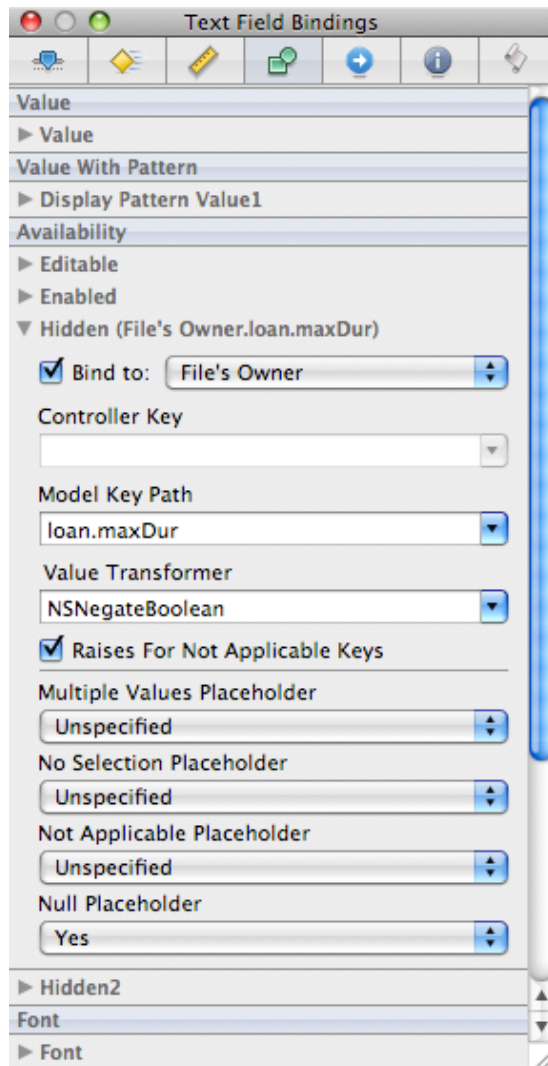 Text Field Bindings
Value
Value
Value With Pattern
Display Pattern Value1
Availability
Editable
Enabled
Hidden (File's Owner.loan.maxDur)
Bind to: File's Owner
Controller Key
Model Key Path
loan.maxDur
Value Transformer
NSNegateBoolean
Raises For Not Applicable Keys
Multiple Values Placeholder
Unspecified
No Selection Placeholder
Unspecified
Not Applicable Placeholder
Unspecified
Null Placeholder
Yes
Hidden2
Font
Font